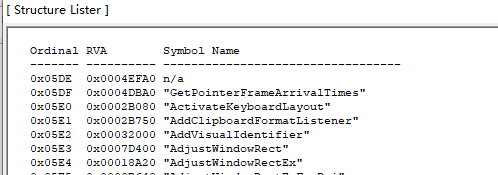 [ Structure Lister ]
Ordinal RVA Symbol Name
------- ---------- ---------------------------------
0x05DE 0x0004EFA0 n/a
0x05DF 0x0004DBA0 "GetPointerFrameArrivalTimes"
0x05E0 0x0002B080 "ActivateKeyboardLayout"
0x05E1 0x0002B750 "AddClipboardFormatListener"
0x05E2 0x00032000 "AddVisualIdentifier"
0x05E3 0x0007D400 "AdjustWindowRect"
0x05E4 0x00018A20 "AdjustWindowRectEx"